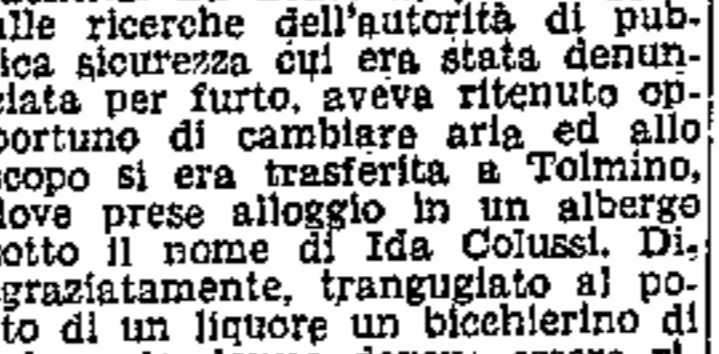 alle ricerche dell'autorità di pub-
ica sicurezza cui era stata denun-
ciata per furto, aveva ritenuto op-
portuno di cambiare aria ed allo
scopo si era trasferita a Tolmino,
dove prese alloggio in un albergo
sotto il nome di Ida Colussi. Di-
graziatamente, trangugiato al po-
to di un liquore un bicchierino di